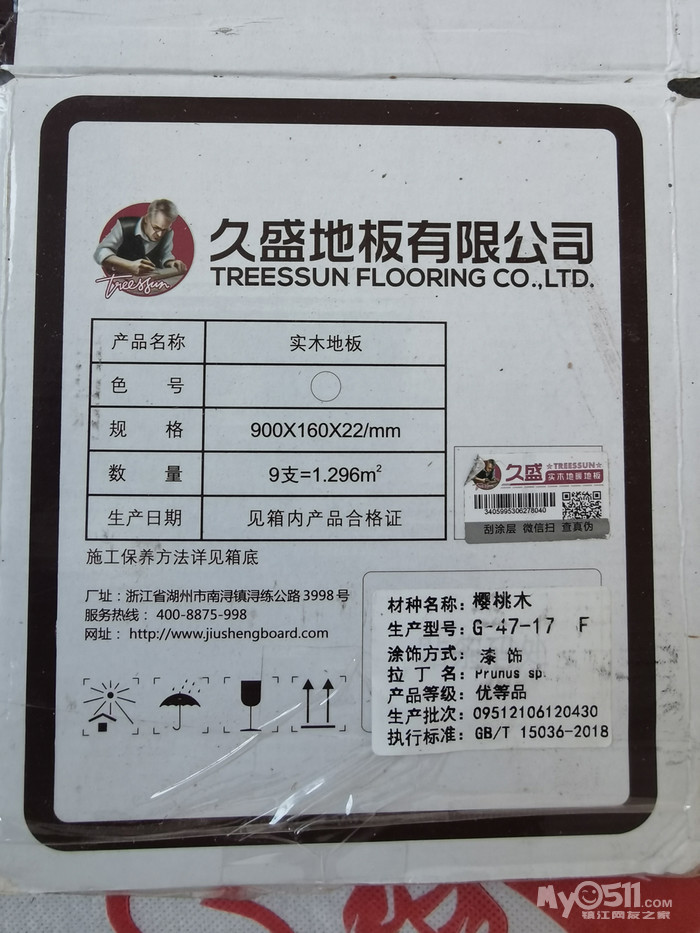 treessun
久盛地板有限公司
TREESSUN FLOORING CO.,LTD.
产品名称 实木地板
色 号
规 格 900X160X22/mm
数 量 9支=1.296m²
生产日期 见箱内产品合格证
久盛 ★TREESSUN★
实木地暖地板
3405995306278040
刮涂层 微信扫 查真伪
施工保养方法详见箱底
厂址：浙江省湖州市南浔镇浔练公路3998号
服务热线： 400-8875-998
网址： http://www.jiushengboard.com
材种名称：樱桃木
生产型号：G-47-17 F
涂饰方式：漆 饰
拉 丁 名：Prunus sp.
产品等级：优等品
生产批次：09512106120430
执行标准：GB/T 15036-2018
My0511.COM
镇江网友之家